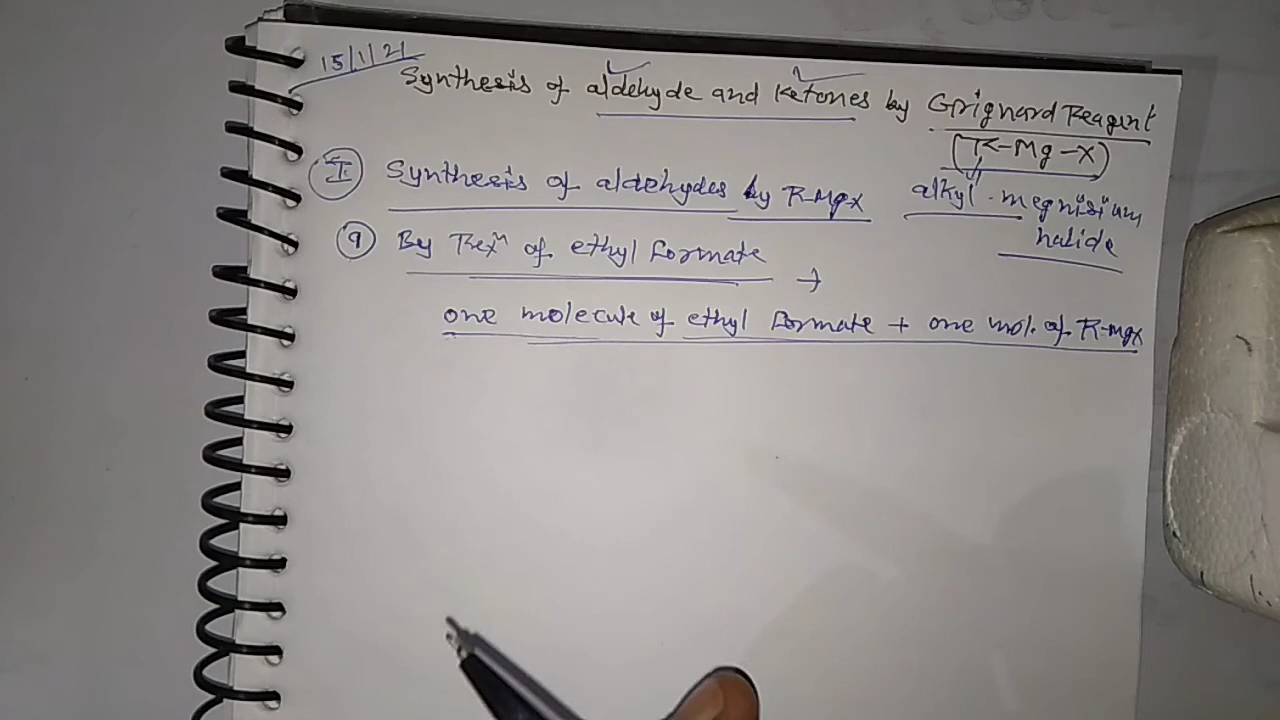 15/1/21
Synthesis of aldehyde and Ketones by Grignard Reagent
(R-Mg-X)
I Synthesis of aldehydes by R-Mgx
alkyl-megnisium
halide
a By Rexn of ethyl formate →
one molecule of ethyl formate + one mol. of R-mgx